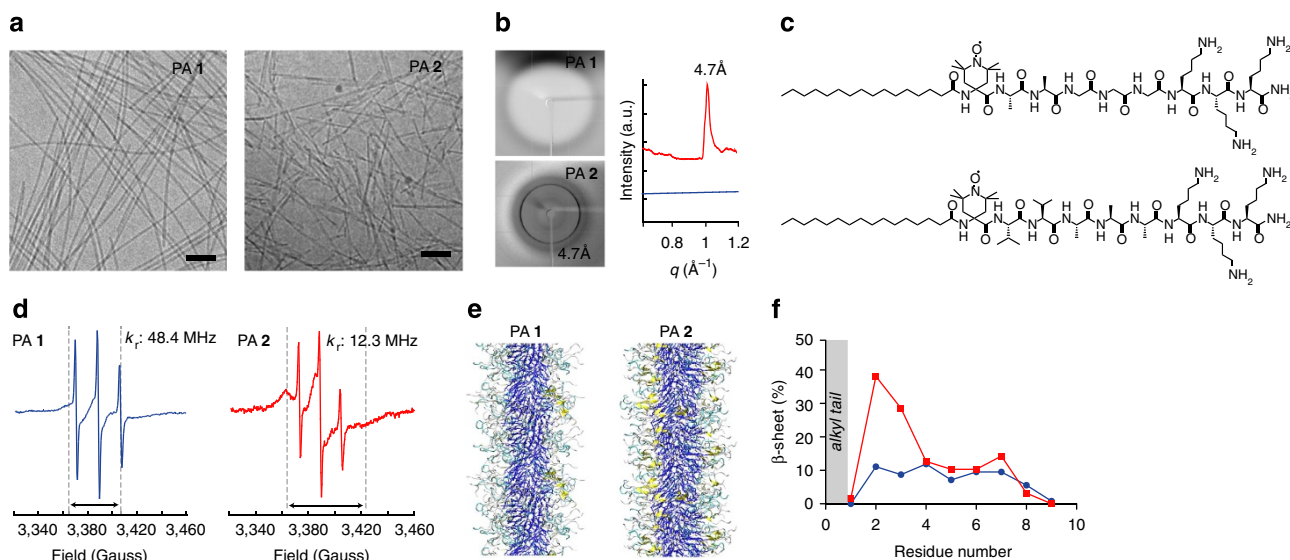 a
PA 1
PA 2
b
PA 1
PA 2
4.7Å
4.7Å
Intensity (a.u.)
0.8
1
1.2
q (Å⁻¹)
c
O•
N
O
H
N
O
H
N
O
H
N
O
NH₂
NH₂
NH₂
O•
N
O
H
N
O
H
N
O
NH₂
NH₂
NH₂
NH₂
d
PA 1
kᵣ: 48.4 MHz
3,340
3,380
3,420
3,460
Field (Gauss)
PA 2
kᵣ: 12.3 MHz
3,340
3,380
3,420
3,460
Field (Gauss)
e
PA 1
PA 2
f
β-sheet (%)
50
40
30
20
10
0
alkyl tail
0
2
4
6
8
10
Residue number